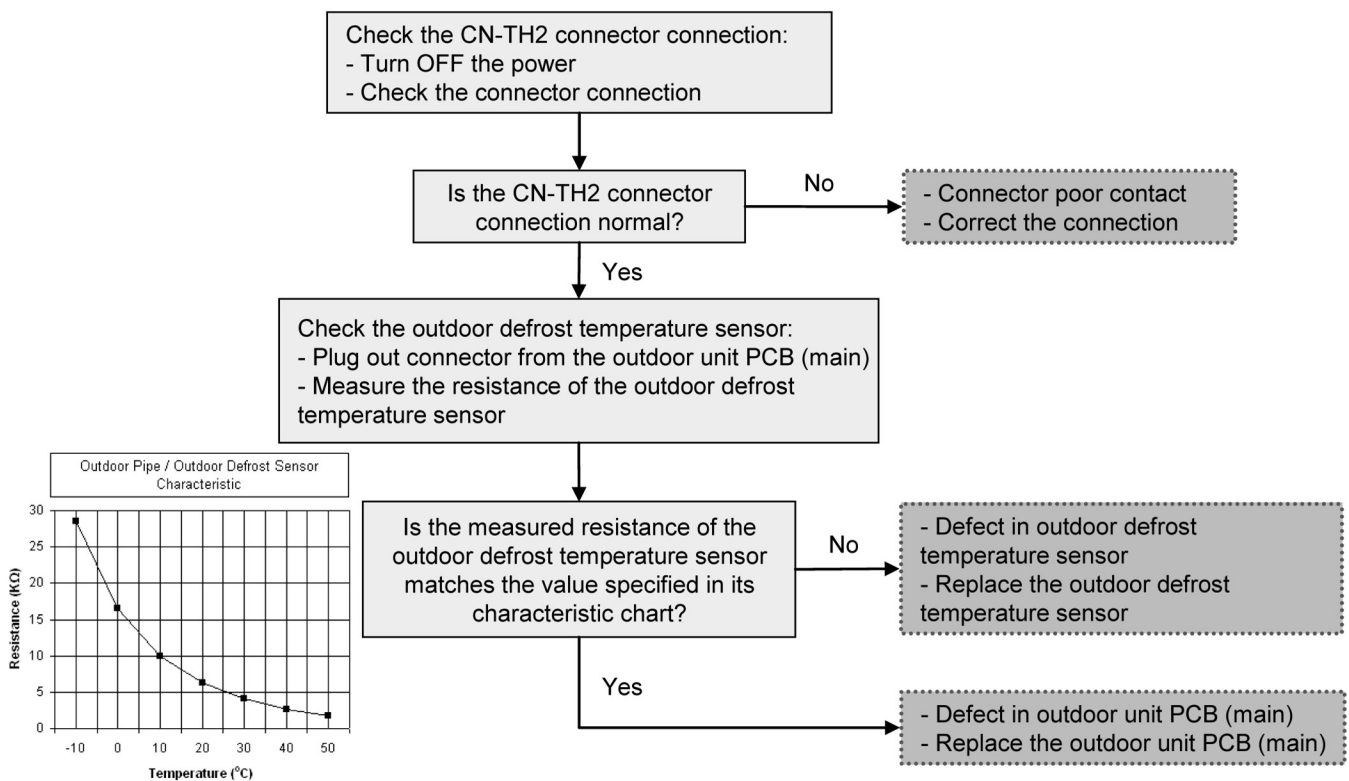 Check the CN-TH2 connector connection:
- Turn OFF the power
- Check the connector connection
Is the CN-TH2 connector
connection normal?
No
- Connector poor contact
- Correct the connection
Yes
Check the outdoor defrost temperature sensor:
- Plug out connector from the outdoor unit PCB (main)
- Measure the resistance of the outdoor defrost
temperature sensor
Outdoor Pipe / Outdoor Defrost Sensor
Characteristic
Resistance (KΩ)
30
25
20
15
10
5
0
-10 0 10 20 30 40 50
Temperature (⁰C)
Is the measured resistance of the
outdoor defrost temperature sensor
matches the value specified in its
characteristic chart?
No
- Defect in outdoor defrost
temperature sensor
- Replace the outdoor defrost
temperature sensor
Yes
- Defect in outdoor unit PCB (main)
- Replace the outdoor unit PCB (main)